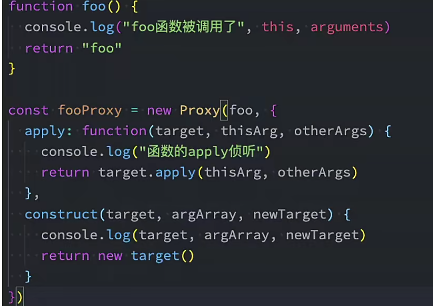 function foo() {
  console.log("foo函数被调用了", this, arguments)
  return "foo"
}

const fooProxy = new Proxy(foo, {
  apply: function(target, thisArg, otherArgs) {
    console.log("函数的apply侦听")
    return target.apply(thisArg, otherArgs)
  },
  construct(target, argArray, newTarget) {
    console.log(target, argArray, newTarget)
    return new target()
  }
})